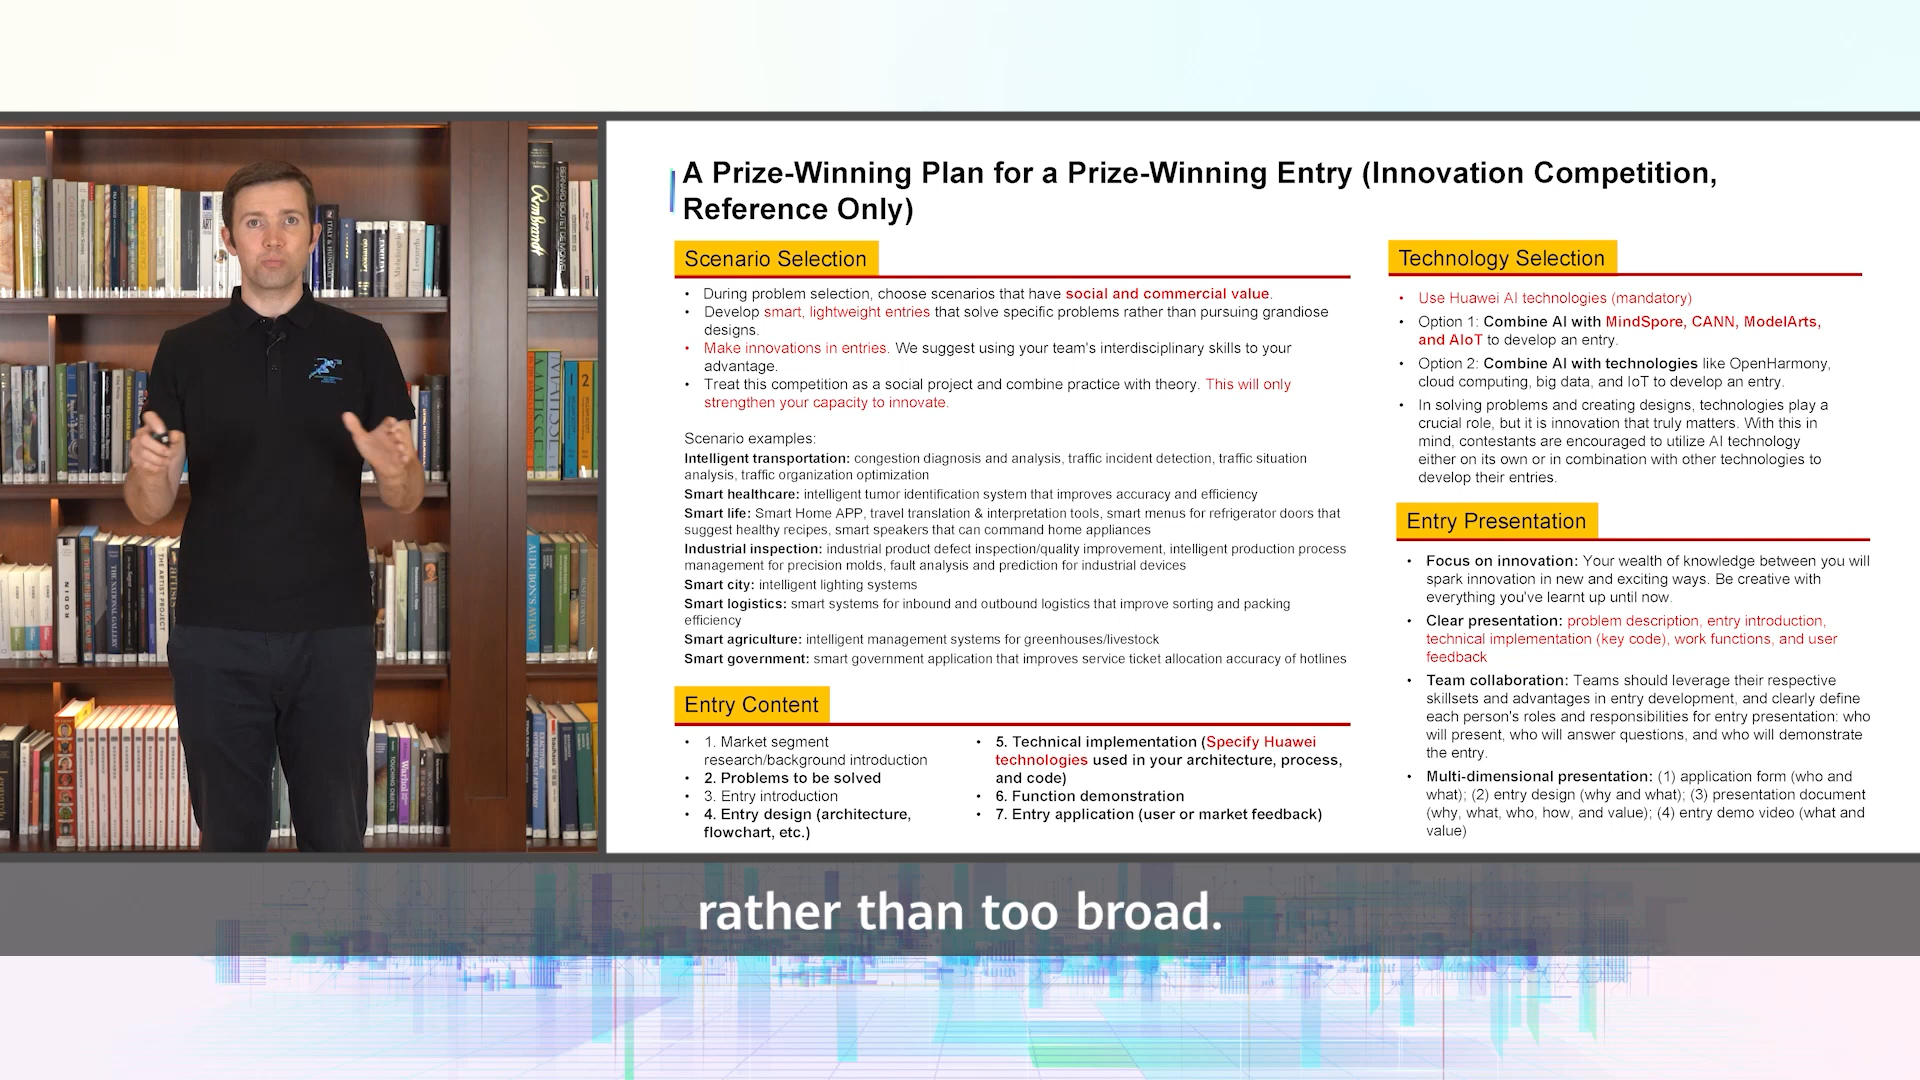 A Prize-Winning Plan for a Prize-Winning Entry (Innovation Competition,
Reference Only)
Scenario Selection
• During problem selection, choose scenarios that have social and commercial value.
• Develop smart, lightweight entries that solve specific problems rather than pursuing grandiose
designs.
• Make innovations in entries. We suggest using your team's interdisciplinary skills to your
advantage.
• Treat this competition as a social project and combine practice with theory. This will only
strengthen your capacity to innovate.
Scenario examples:
Intelligent transportation: congestion diagnosis and analysis, traffic incident detection, traffic situation
analysis, traffic organization optimization
Smart healthcare: intelligent tumor identification system that improves accuracy and efficiency
Smart life: Smart Home APP, travel translation & interpretation tools, smart menus for refrigerator doors that
suggest healthy recipes, smart speakers that can command home appliances
Industrial inspection: industrial product defect inspection/quality improvement, intelligent production process
management for precision molds, fault analysis and prediction for industrial devices
Smart city: intelligent lighting systems
Smart logistics: smart systems for inbound and outbound logistics that improve sorting and packing
efficiency
Smart agriculture: intelligent management systems for greenhouses/livestock
Smart government: smart government application that improves service ticket allocation accuracy of hotlines
Entry Content
• 1. Market segment
research/background introduction
• 2. Problems to be solved
• 3. Entry introduction
• 4. Entry design (architecture,
flowchart, etc.)
• 5. Technical implementation (Specify Huawei
technologies used in your architecture, process,
and code)
• 6. Function demonstration
• 7. Entry application (user or market feedback)
Technology Selection
• Use Huawei AI technologies (mandatory)
• Option 1: Combine AI with MindSpore, CANN, ModelArts,
and AIoT to develop an entry.
• Option 2: Combine AI with technologies like OpenHarmony,
cloud computing, big data, and IoT to develop an entry.
• In solving problems and creating designs, technologies play a
crucial role, but it is innovation that truly matters. With this in
mind, contestants are encouraged to utilize AI technology
either on its own or in combination with other technologies to
develop their entries.
Entry Presentation
• Focus on innovation: Your wealth of knowledge between you will
spark innovation in new and exciting ways. Be creative with
everything you've learnt up until now.
• Clear presentation: problem description, entry introduction,
technical implementation (key code), work functions, and user
feedback
• Team collaboration: Teams should leverage their respective
skillsets and advantages in entry development, and clearly define
each person's roles and responsibilities for entry presentation: who
will present, who will answer questions, and who will demonstrate
the entry.
• Multi-dimensional presentation: (1) application form (who and
what); (2) entry design (why and what); (3) presentation document
(why, what, who, how, and value); (4) entry demo video (what and
value)
rather than too broad.
Rembrandt
MATISSE
RODIN
THE NATIONAL GALLERY
THE ARTIST PROJECT
AUDUBON'S AVIARY
Warhol